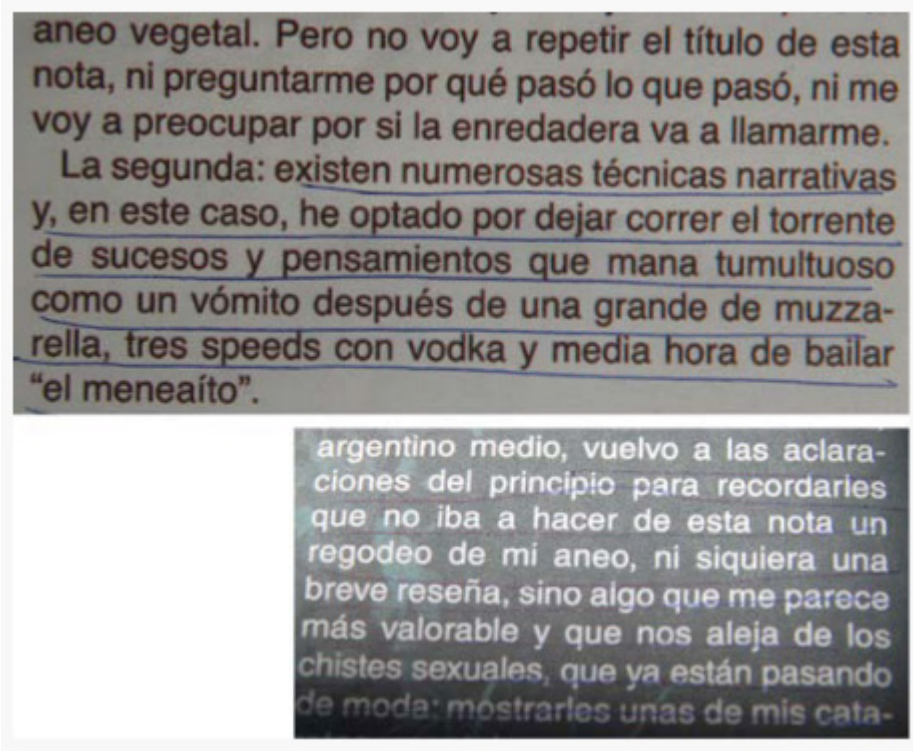 aneo vegetal. Pero no voy a repetir el título de esta
nota, ni preguntarme por qué pasó lo que pasó, ni me
voy a preocupar por si la enredadera va a llamarme.
La segunda: existen numerosas técnicas narrativas
y, en este caso, he optado por dejar correr el torrente
de sucesos y pensamientos que mana tumultuoso
como un vómito después de una grande de muzza-
rella, tres speeds con vodka y media hora de bailar
“el meneaíto”.
argentino medio, vuelvo a las aclara-
ciones del principio para recordarles
que no iba a hacer de esta nota un
regodeo de mi aneo, ni siquiera una
breve reseña, sino algo que me parece
más valorable y que nos aleja de los
chistes sexuales, que ya están pasando
de moda: mostrarles unas de mis cata-